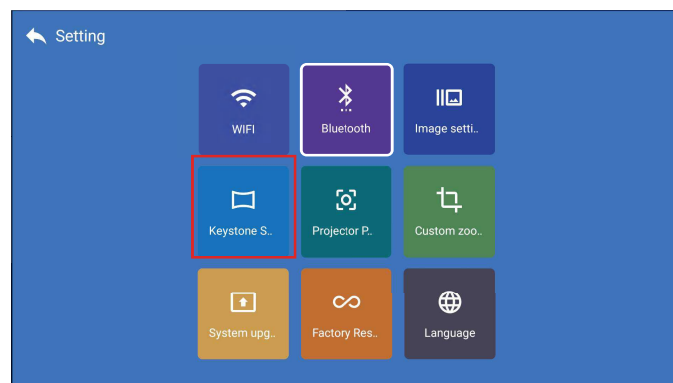 Setting
WIFI
Bluetooth
Image setti..
Keystone S..
Projector P..
Custom zoo..
System upg..
Factory Res..
Language